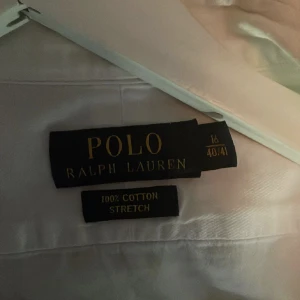 POLO
RALPH LAUREN
16
40/41
100% COTTON
STRETCH